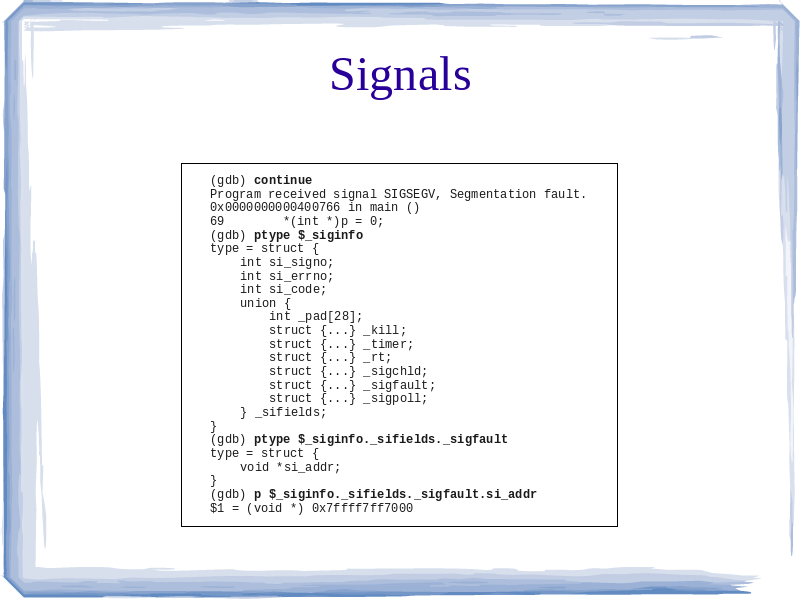 Signals
(gdb) continue
Program received signal SIGSEGV, Segmentation fault.
0x0000000000400766 in main ()
69        *(int *)p = 0;
(gdb) ptype $_siginfo
type = struct {
    int si_signo;
    int si_errno;
    int si_code;
    union {
        int _pad[28];
        struct {...} _kill;
        struct {...} _timer;
        struct {...} _rt;
        struct {...} _sigchld;
        struct {...} _sigfault;
        struct {...} _sigpoll;
    } _sifields;
}
(gdb) ptype $_siginfo._sifields._sigfault
type = struct {
    void *si_addr;
}
(gdb) p $_siginfo._sifields._sigfault.si_addr
$1 = (void *) 0x7ffff7ff7000